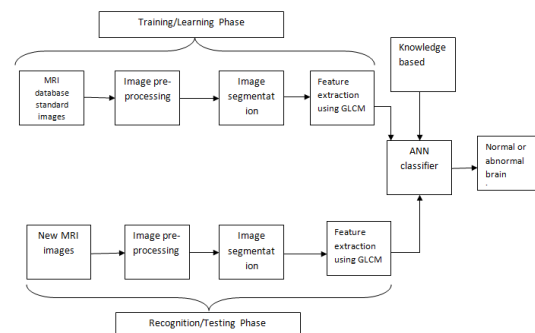 Training/Learning Phase
Knowledge
based
MRI
database
standard
images
Image pre-
processing
Image
segmentat
ion
Feature
extraction
using GLCM
ANN
classifier
Normal or
abnormal
brain
.
New MRI
images
Image pre-
processing
Image
segmentat
ion
Feature
extraction
using GLCM
Recognition/Testing Phase